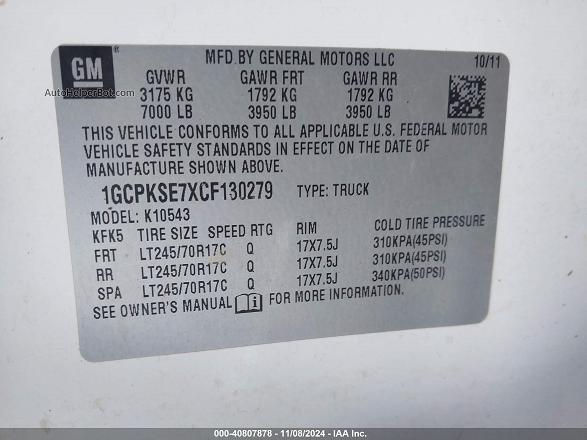 GM
®
AutoHelperBot.com
MFD.BY GENERAL MOTORS LLC 10/11
GVWR GAWR FRT GAWR RR
3175 KG 1792 KG 1792 KG
7000 LB 3950 LB 3950 LB
THIS VEHICLE CONFORMS TO ALL APPLICABLE U.S. FEDERAL MOTOR
VEHICLE SAFETY STANDARDS IN EFFECT ON THE DATE OF
MANUFACTURE SHOWN ABOVE.
1GCPKSE7XCF130279 TYPE: TRUCK
MODEL: K10543
KFK5 TIRE SIZE SPEED RTG RIM COLD TIRE PRESSURE
FRT LT245/70R17C Q 17X7.5J 310KPA(45PSI)
RR LT245/70R17C Q 17X7.5J 310KPA(45PSI)
SPA LT245/70R17C Q 17X7.5J 340KPA(50PSI)
SEE OWNER'S MANUAL i FOR MORE INFORMATION.
000-40807878 - 11/08/2024 - IAA Inc.